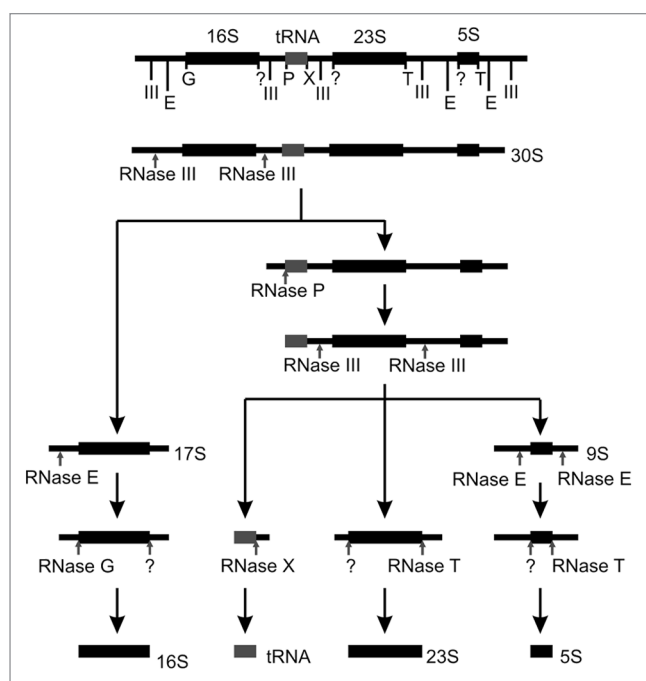 16S tRNA 23S 5S
G ? P X ? T ? T
III E III III III E E III
30S
RNase III RNase III
RNase P
RNase III RNase III
17S 9S
RNase E RNase E RNase E
RNase G ? RNase X ? RNase T ? RNase T
16S tRNA 23S 5S